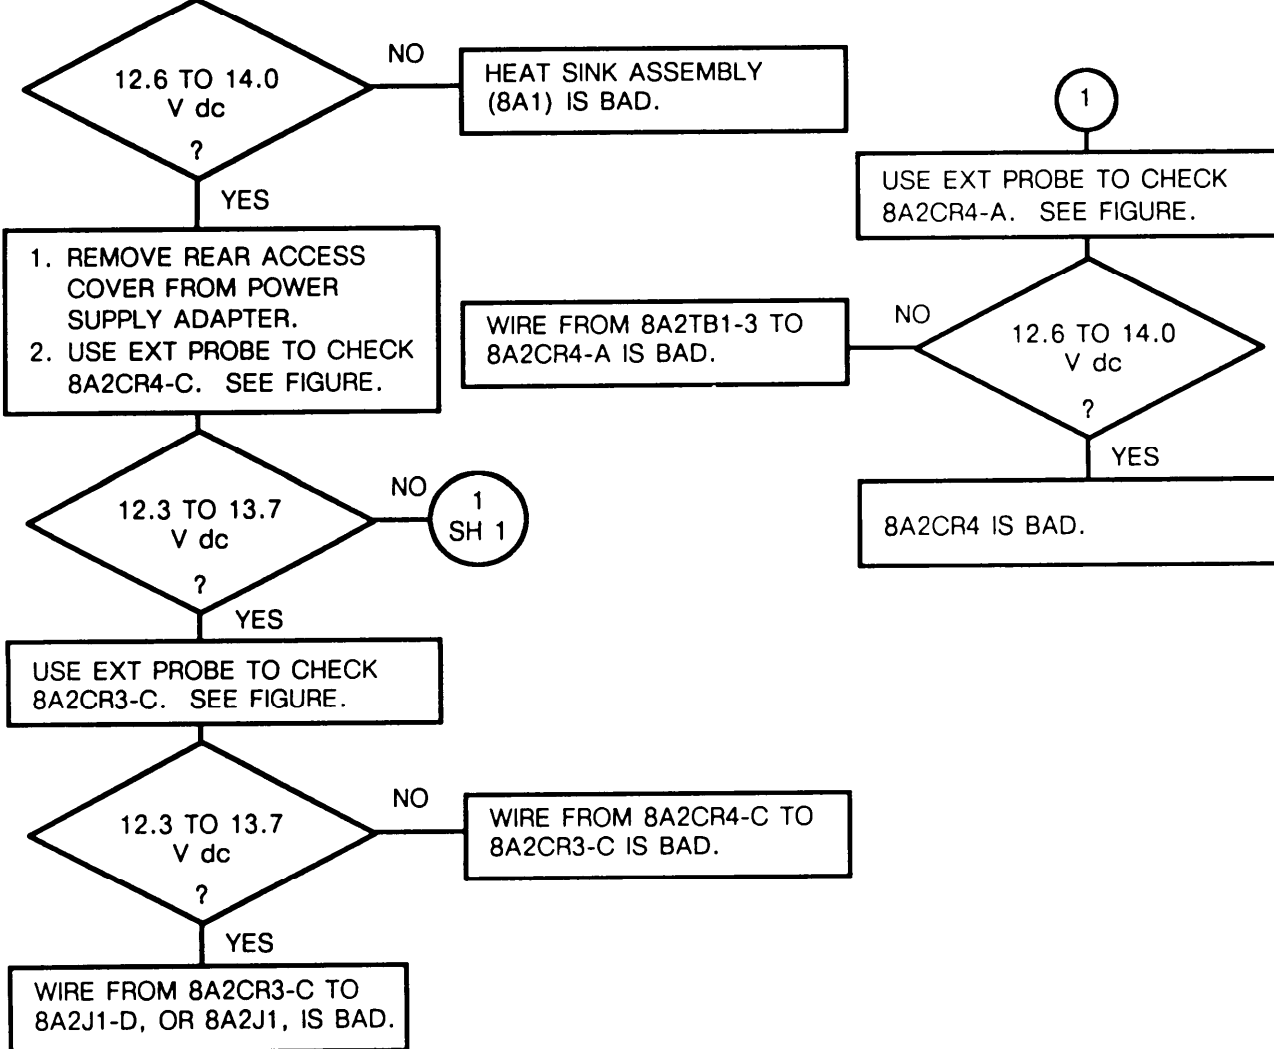 12.6 TO 14.0
V dc
?
NO
HEAT SINK ASSEMBLY
(8A1) IS BAD.
YES
1. REMOVE REAR ACCESS
COVER FROM POWER
SUPPLY ADAPTER.
2. USE EXT PROBE TO CHECK
8A2CR4-C. SEE FIGURE.
12.3 TO 13.7
V dc
?
NO
1
SH 1
YES
USE EXT PROBE TO CHECK
8A2CR3-C. SEE FIGURE.
12.3 TO 13.7
V dc
?
NO
WIRE FROM 8A2CR4-C TO
8A2CR3-C IS BAD.
YES
WIRE FROM 8A2CR3-C TO
8A2J1-D, OR 8A2J1, IS BAD.
1
USE EXT PROBE TO CHECK
8A2CR4-A. SEE FIGURE.
12.6 TO 14.0
V dc
?
NO
WIRE FROM 8A2TB1-3 TO
8A2CR4-A IS BAD.
YES
8A2CR4 IS BAD.